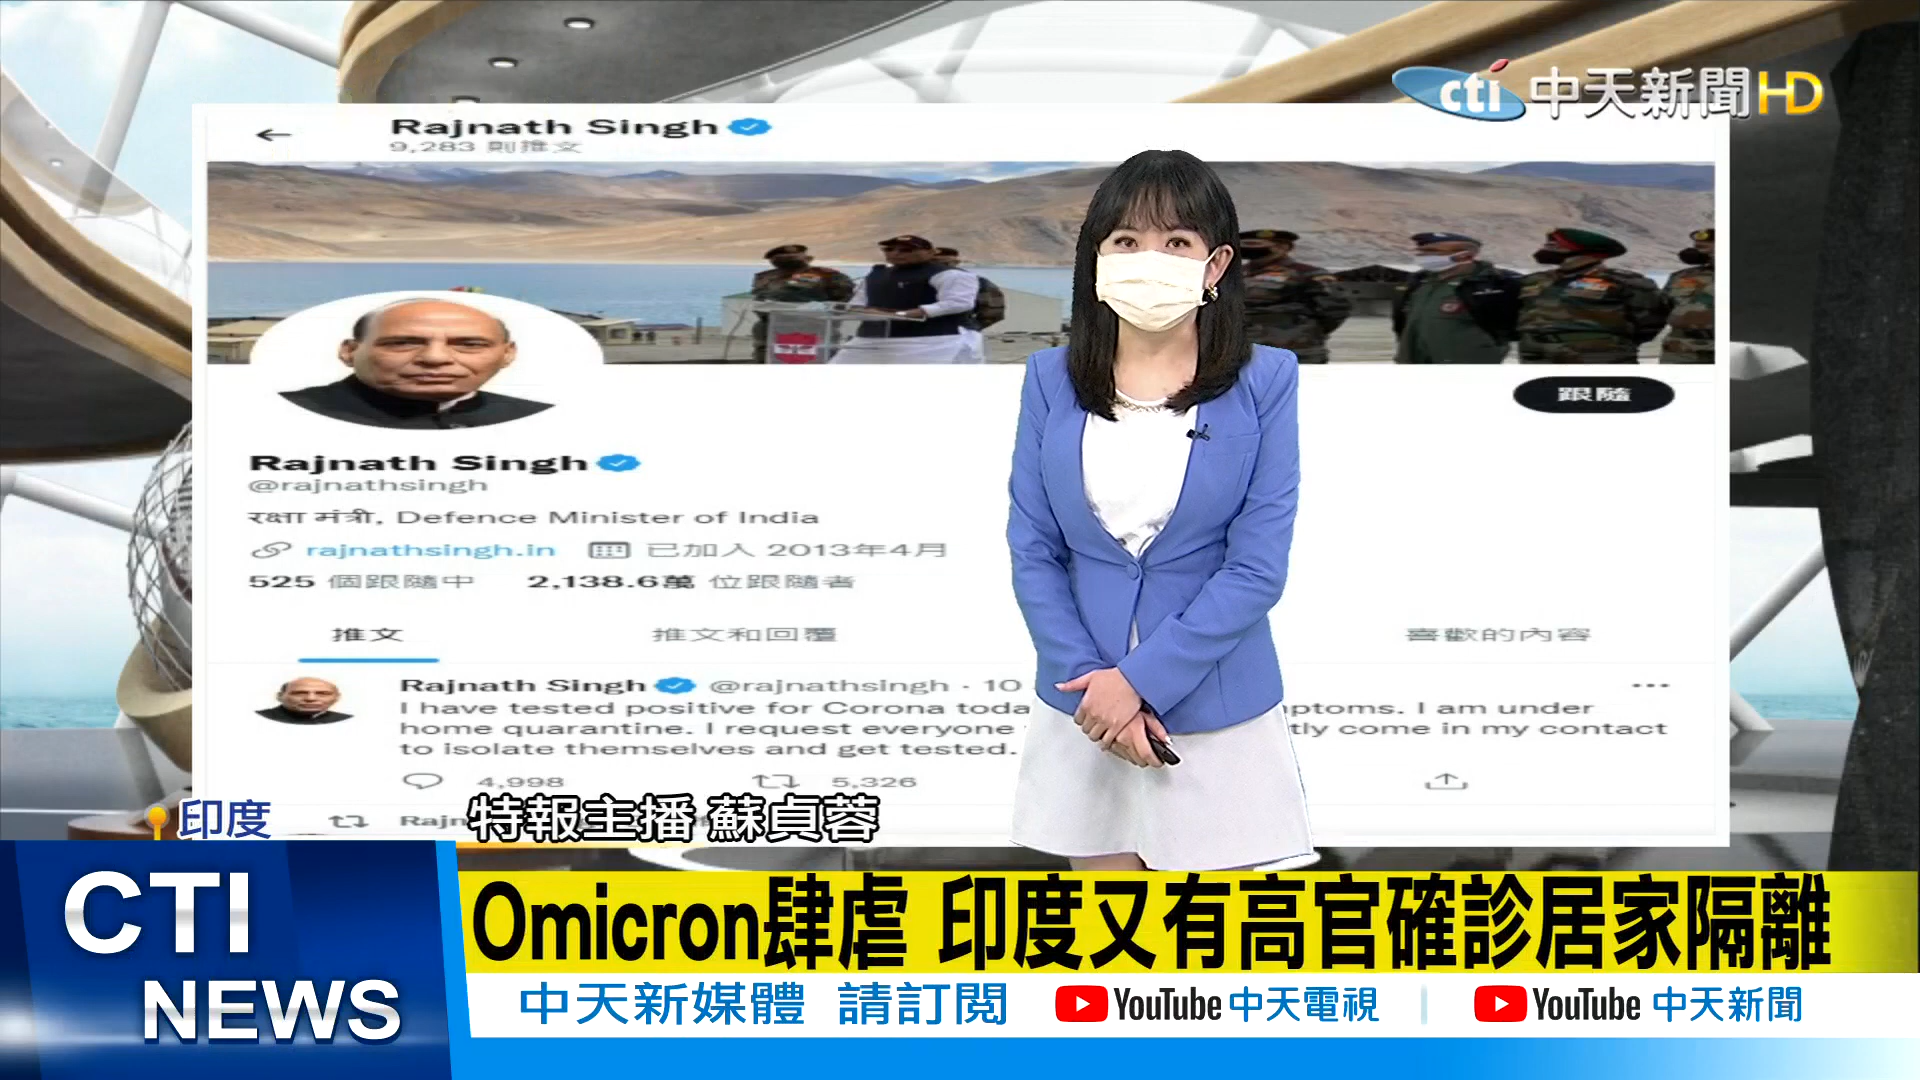 cti 中天新聞HD
Rajnath Singh
9,283 則推文
跟隨
Rajnath Singh
@rajnathsingh
रक्षा मंत्री, Defence Minister of India
rajnathsingh.in 已加入 2013年4月
525 個跟隨中 2,138.6萬 位跟隨者
推文 推文和回覆 喜歡的內容
Rajnath Singh @rajnathsingh · 10
I have tested positive for Corona toda ptoms. I am under
home quarantine. I request everyone tly come in my contact
to isolate themselves and get tested.
4,998 5,326
印度 特報主播 蘇貞蓉
CTI
NEWS
Omicron肆虐 印度又有高官確診居家隔離
中天新媒體 請訂閱 YouTube 中天電視 | YouTube 中天新聞